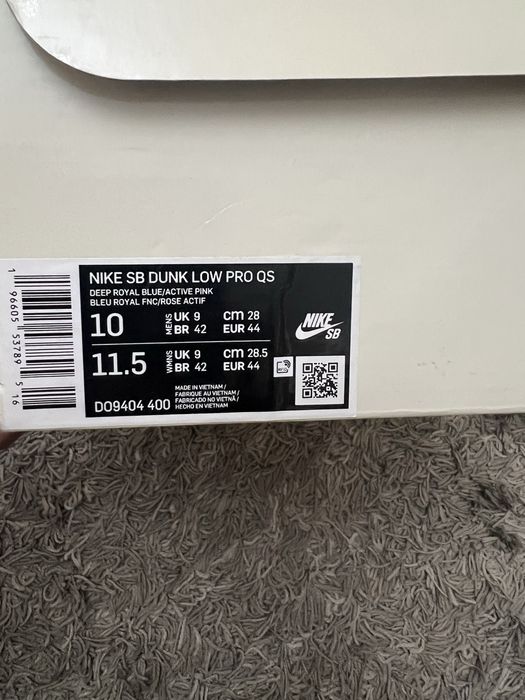 NIKE SB DUNK LOW PRO QS
DEEP ROYAL BLUE/ACTIVE PINK
BLEU ROYAL FNC/ROSE ACTIF
10 MENS UK 9 cm 28
BR 42 EUR 44
11.5 WMNS UK 9 cm 28.5
BR 42 EUR 44
MADE IN VIETNAM /
FABRIQUE AU VIETNAM /
FABRICADO NO VIETNÃ /
HECHO EN VIETNAM
DO9404 400
NIKE
SB
1 96605 53789 5 16